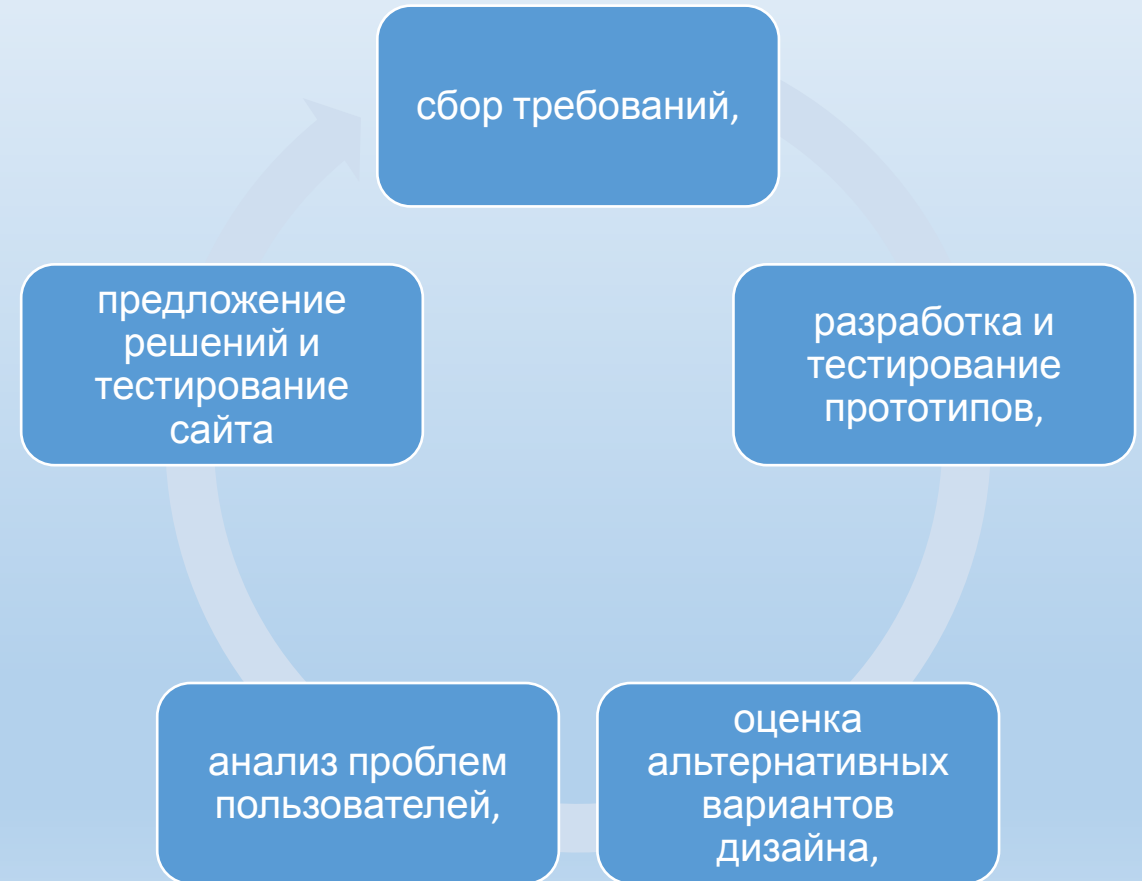 сбор требований,
разработка и
тестирование
прототипов,
оценка
альтернативных
вариантов
дизайна,
анализ проблем
пользователей,
предложение
решений и
тестирование
сайта